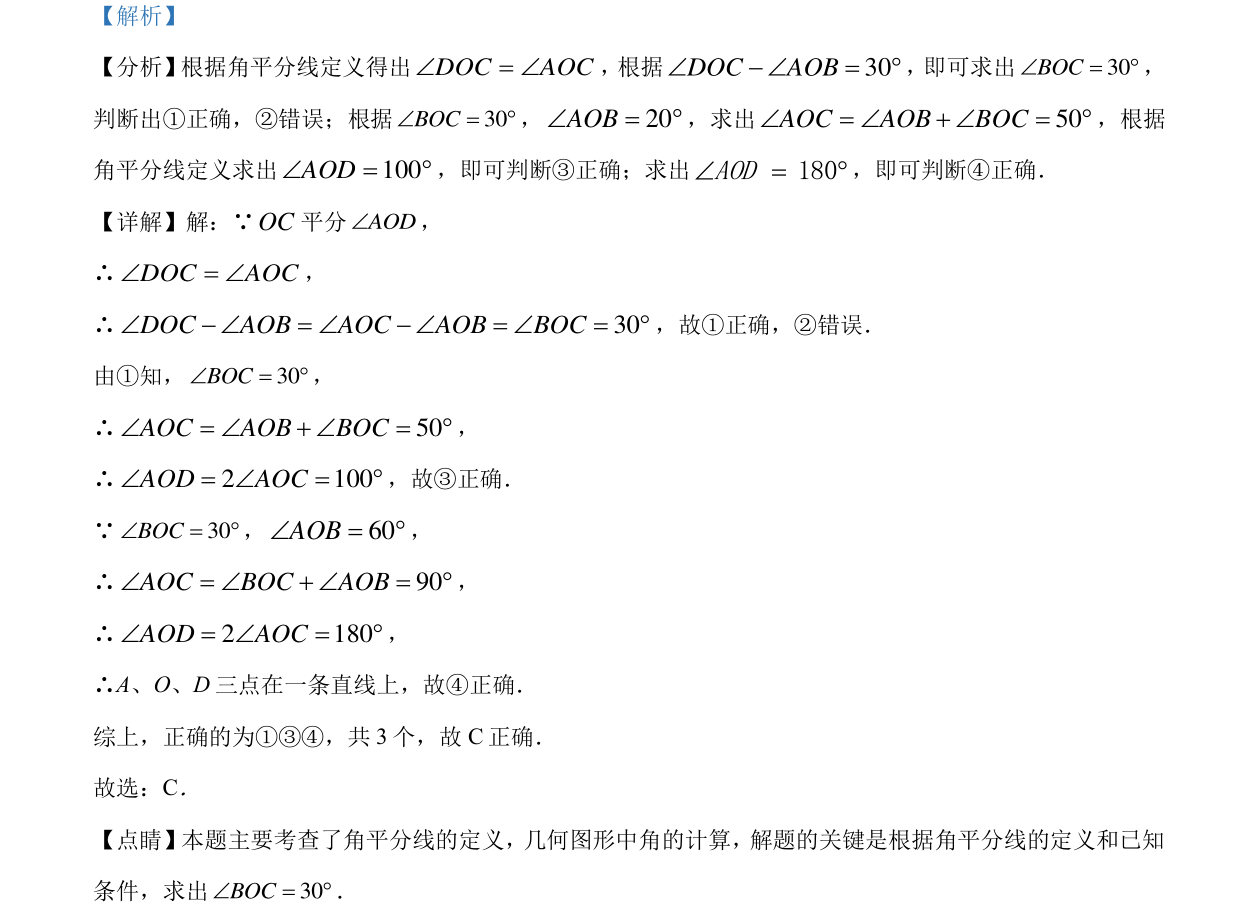 【解析】
【分析】根据角平分线定义得出∠DOC = ∠AOC，根据∠DOC − ∠AOB = 30°，即可求出∠BOC = 30°，
判断出①正确，②错误；根据∠BOC = 30°，∠AOB = 20°，求出∠AOC = ∠AOB + ∠BOC = 50°，根据
角平分线定义求出∠AOD = 100°，即可判断③正确；求出∠AOD = 180°，即可判断④正确．
【详解】解：∵OC 平分∠AOD，
∴∠DOC = ∠AOC，
∴∠DOC − ∠AOB = ∠AOC − ∠AOB = ∠BOC = 30°，故①正确，②错误．
由①知，∠BOC = 30°，
∴∠AOC = ∠AOB + ∠BOC = 50°，
∴∠AOD = 2∠AOC = 100°，故③正确．
∵∠BOC = 30°，∠AOB = 60°，
∴∠AOC = ∠BOC + ∠AOB = 90°，
∴∠AOD = 2∠AOC = 180°，
∴A、O、D 三点在一条直线上，故④正确．
综上，正确的为①③④，共 3 个，故 C 正确．
故选：C．
【点睛】本题主要考查了角平分线的定义，几何图形中角的计算，解题的关键是根据角平分线的定义和已知
条件，求出∠BOC = 30°．